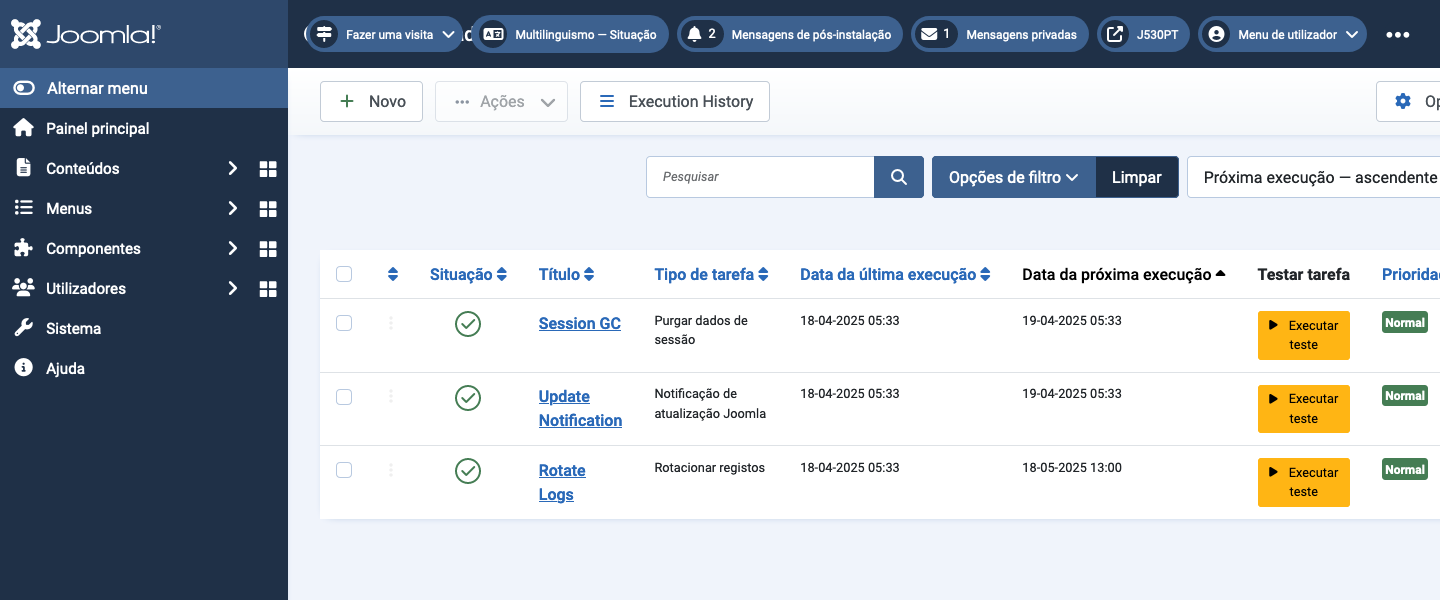 Joomla!
Fazer uma visita
Multilinguismo — Situação
2
Mensagens de pós-instalação
1
Mensagens privadas
J530PT
Menu de utilizador
Alternar menu
Painel principal
Conteúdos
Menus
Componentes
Utilizadores
Sistema
Ajuda
Novo
Ações
Execution History
Pesquisar
Opções de filtro
Limpar
Próxima execução — ascendente
Situação Título Tipo de tarefa Data da última execução Data da próxima execução Testar tarefa
Session GC
Purgar dados de
sessão
18-04-2025 05:33
19-04-2025 05:33
Executar
teste
Normal
Update
Notification
Notificação de
atualização Joomla
18-04-2025 05:33
19-04-2025 05:33
Executar
teste
Normal
Rotate
Logs
Rotacionar registos
18-04-2025 05:33
18-05-2025 13:00
Executar
teste
Normal